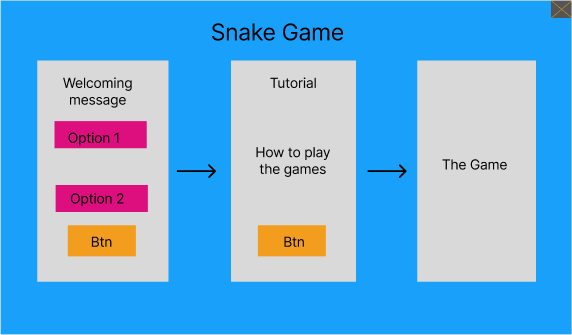 Snake Game
Welcoming
message
Option 1
Option 2
Btn
Tutorial
How to play
the games
Btn
The Game